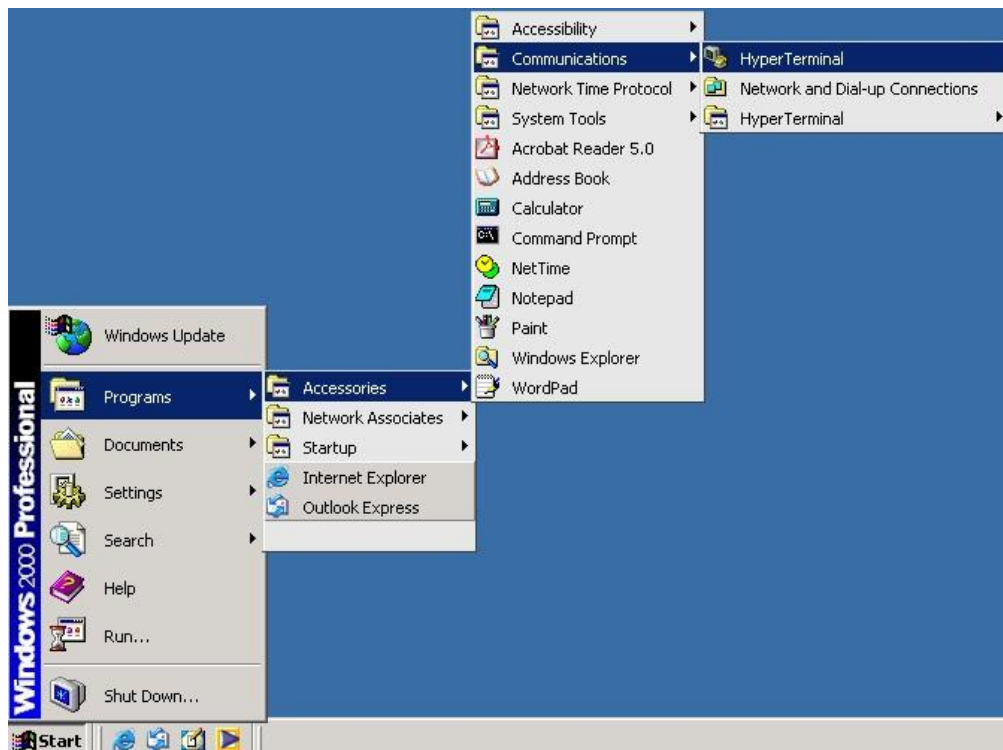 Accessibility
Communications
Network Time Protocol
System Tools
Acrobat Reader 5.0
Address Book
Calculator
Command Prompt
NetTime
Notepad
Paint
Windows Explorer
WordPad
HyperTerminal
Network and Dial-up Connections
HyperTerminal
Windows Update
Programs
Documents
Settings
Search
Help
Run...
Shut Down...
Accessories
Network Associates
Startup
Internet Explorer
Outlook Express
Windows 2000 Professional
Start